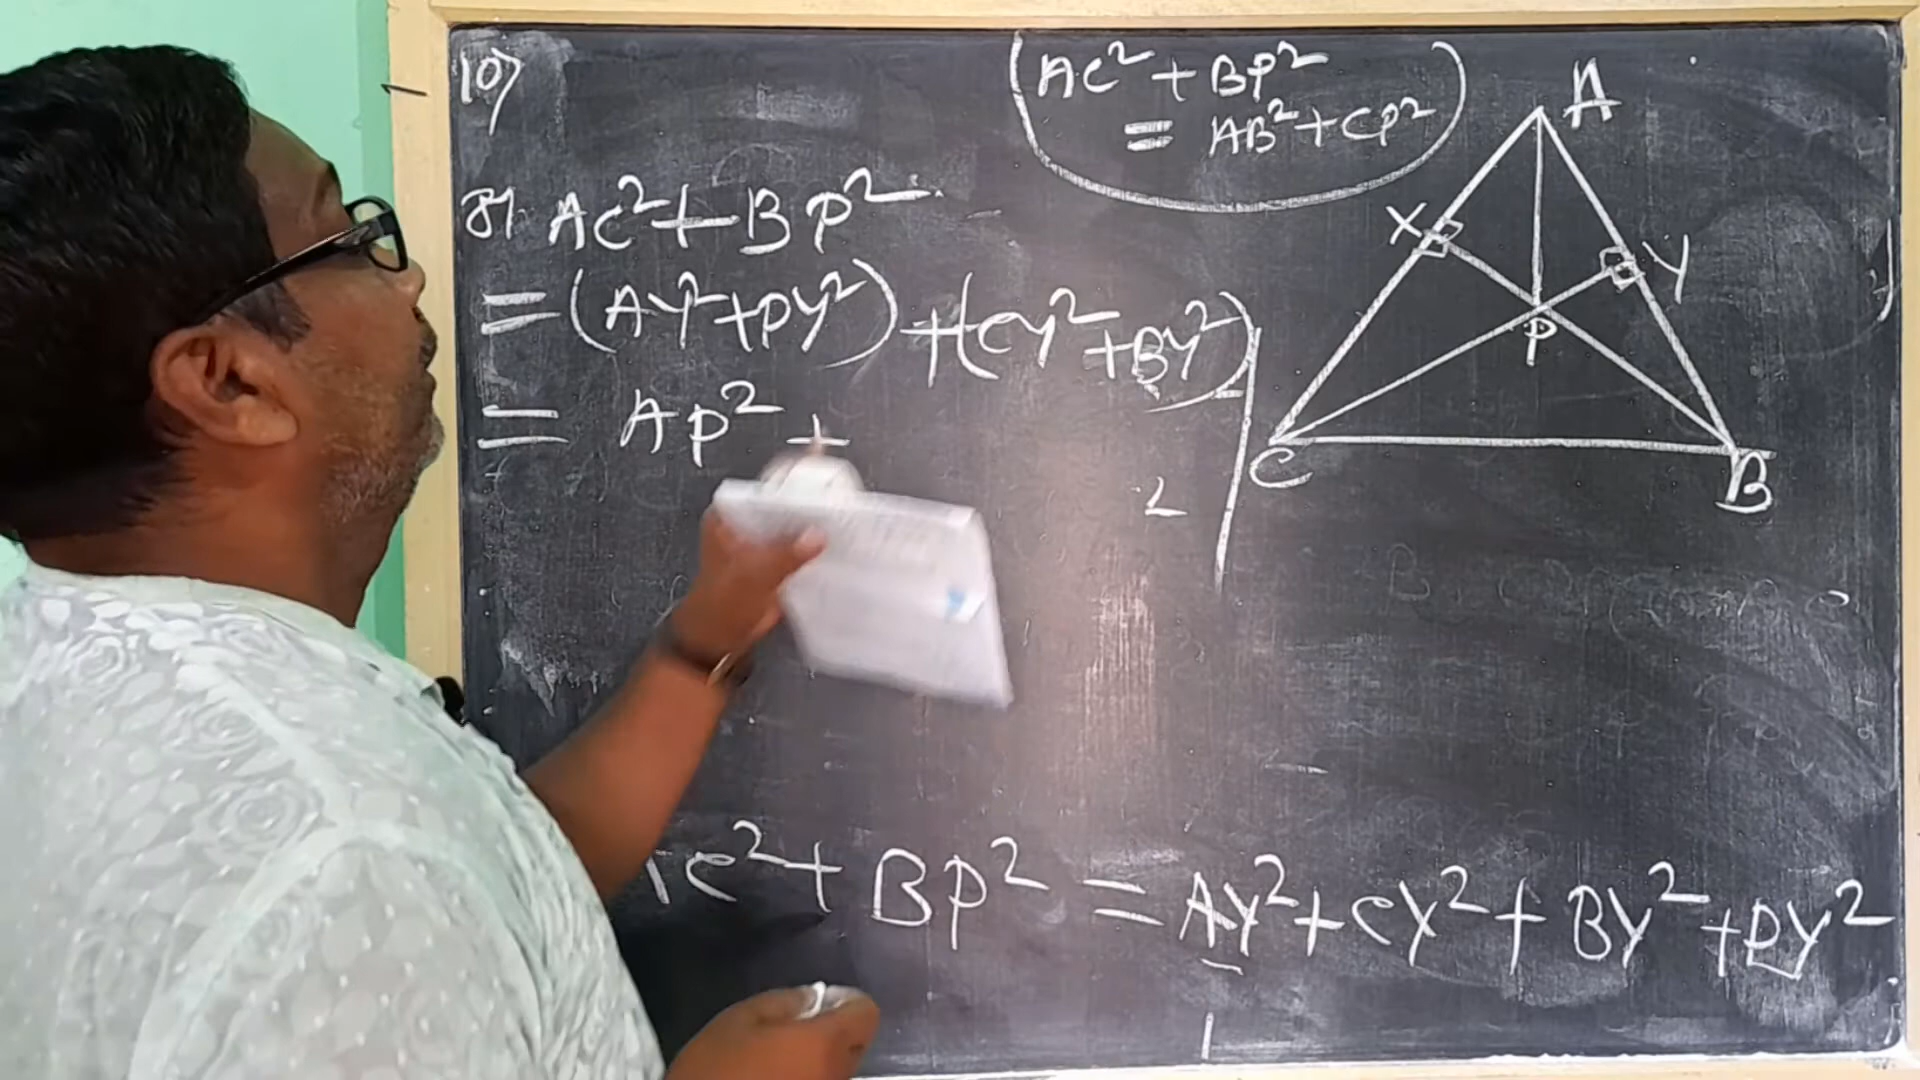 10)
(AC² + BP²
= AB² + CP²)
A
X
Y
P
C
B
AC² + BP²
= (AY² + PY²) + (CY² + BY²)
= AP² +
C² + BP² = AY² + CY² + BY² + PY²